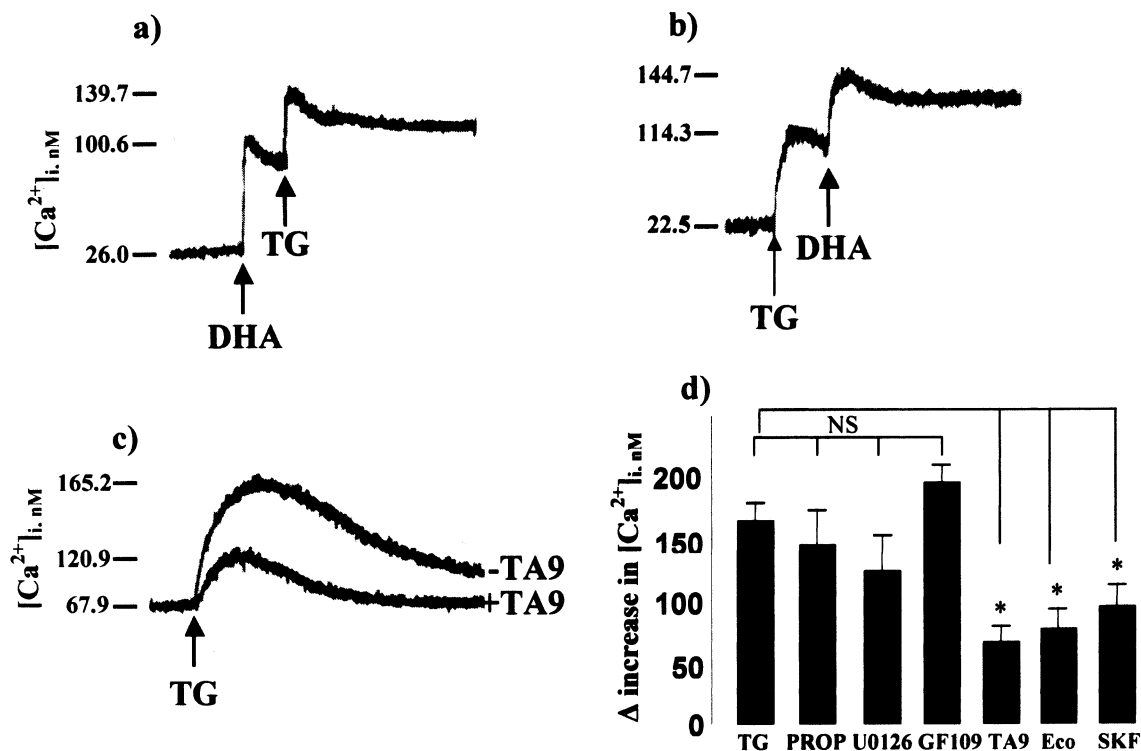 a)
139.7
100.6
26.0
[Ca2+]i. nM
TG
DHA
b)
144.7
114.3
22.5
DHA
TG
c)
165.2
120.9
67.9
[Ca2+]i. nM
-TA9
+TA9
TG
d)
NS
200
150
100
50
0
Δ increase in [Ca2+]i. nM
* * *
TG PROP U0126 GF109 TA9 Eco SKF